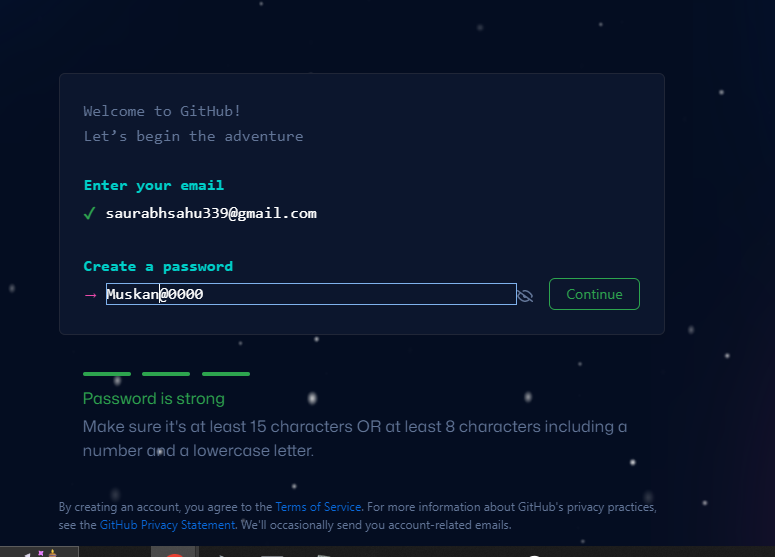 Welcome to GitHub!
Let’s begin the adventure
Enter your email
✓ saurabhsahu339@gmail.com
Create a password
→ Muskan@0000
Continue
Password is strong
Make sure it's at least 15 characters OR at least 8 characters including a
number and a lowercase letter.
By creating an account, you agree to the Terms of Service. For more information about GitHub's privacy practices,
see the GitHub Privacy Statement. We'll occasionally send you account-related emails.